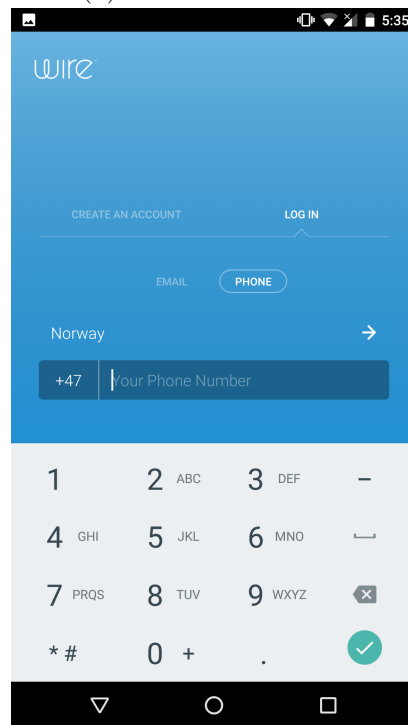 5:35
wire
CREATE AN ACCOUNT LOG IN
EMAIL PHONE
Norway
+47 Your Phone Number
1 2 ABC 3 DEF –
4 GHI 5 JKL 6 MNO
7 PRQS 8 TUV 9 WXYZ
* # 0 + .